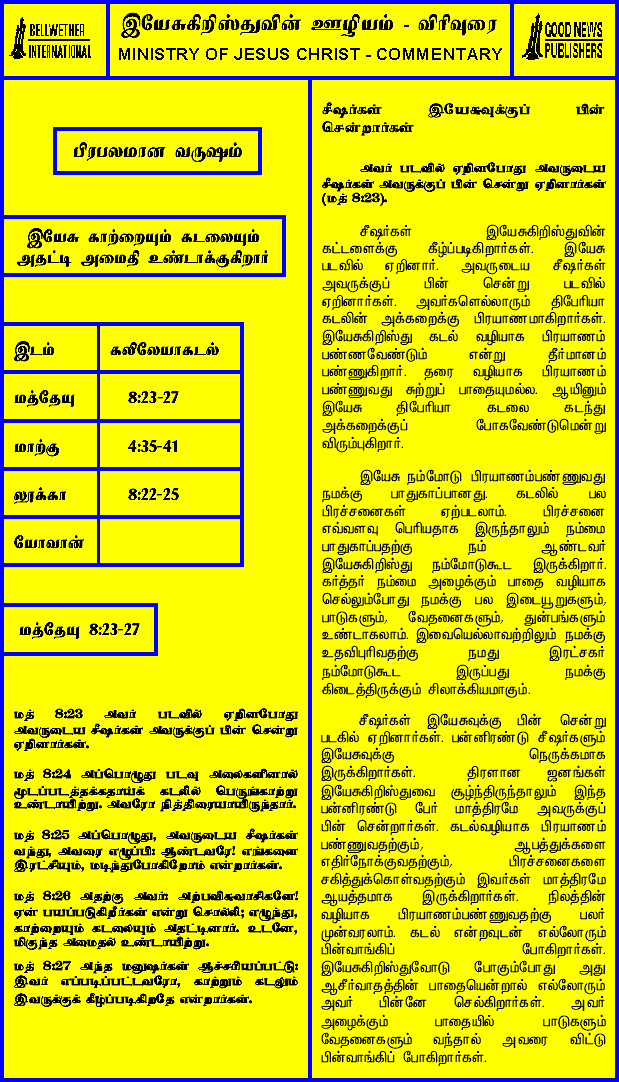 BELLWETHER
INTERNATIONAL
இயேசுகிறிஸ்துவின் ஊழியம் - விரிவுரை
MINISTRY OF JESUS CHRIST - COMMENTARY
GOOD NEWS
PUBLISHERS
பிரபலமான வருஷம்
இயேசு காற்றையும் கடலையும்
அதட்டி அமைதி உண்டாக்குகிறார்
இடம் கலிலேயாகடல்
மத்தேயு 8:23-27
மாற்கு 4:35-41
லூக்கா 8:22-25
யோவான்
மத்தேயு 8:23-27
மத் 8:23 அவர் படவில் ஏறினபோது
அவருடைய சீஷர்கள் அவருக்குப் பின் சென்று
ஏறினார்கள்.
மத் 8:24 அப்பொழுது படவு அலைகளினால்
மூடப்படத்தக்கதாய்க் கடலில் பெருங்காற்று
உண்டாயிற்று. அவரோ நித்திரையாயிருந்தார்.
மத் 8:25 அப்பொழுது, அவருடைய சீஷர்கள்
வந்து, அவரை எழுப்பி: ஆண்டவரே! எங்களை
இரட்சியும், மடிந்துபோகிறோம் என்றார்கள்.
மத் 8:26 அதற்கு அவர்: அற்பவிசுவாசிகளே!
ஏன் பயப்படுகிறீர்கள் என்று சொல்லி; எழுந்து,
காற்றையும் கடலையும் அதட்டினார். உடனே,
மிகுந்த அமைதல் உண்டாயிற்று.
மத் 8:27 அந்த மனுஷர்கள் ஆச்சரியப்பட்டு:
இவர் எப்படிப்பட்டவரோ, காற்றும் கடலும்
இவருக்குக் கீழ்ப்படிகிறதே என்றார்கள்.
சீஷர்கள் இயேசுவுக்குப் பின்
சென்றார்கள்
அவர் படவில் ஏறினபோது அவருடைய
சீஷர்கள் அவருக்குப் பின் சென்று ஏறினார்கள்
(மத் 8:23).
சீஷர்கள் இயேசுகிறிஸ்துவின்
கட்டளைக்கு கீழ்ப்படிகிறார்கள். இயேசு
படவில் ஏறினார். அவருடைய சீஷர்கள்
அவருக்குப் பின் சென்று படவில்
ஏறினார்கள். அவர்களெல்லாரும் திபேரியா
கடலின் அக்கறைக்கு பிரயாணமாகிறார்கள்.
இயேசுகிறிஸ்து கடல் வழியாக பிரயாணம்
பண்ணவேண்டும் என்று தீர்மானம்
பண்ணுகிறார். தரை வழியாக பிரயாணம்
பண்ணுவது சுற்றுப் பாதையுமல்ல. ஆயினும்
இயேசு திபேரியா கடலை கடந்து
அக்கறைக்குப் போகவேண்டுமென்று
விரும்புகிறார்.
இயேசு நம்மோடு பிரயாணம்பண்ணுவது
நமக்கு பாதுகாப்பானது. கடலில் பல
பிரச்சனைகள் ஏற்படலாம். பிரச்சனை
எவ்வளவு பெரியதாக இருந்தாலும் நம்மை
பாதுகாப்பதற்கு நம் ஆண்டவர்
இயேசுகிறிஸ்து நம்மோடுகூட இருக்கிறார்.
கர்த்தர் நம்மை அழைக்கும் பாதை வழியாக
செல்லும்போது நமக்கு பல இடையூறுகளும்,
பாடுகளும், வேதனைகளும், துன்பங்களும்
உண்டாகலாம். இவையெல்லாவற்றிலும் நமக்கு
உதவிபுரிவதற்கு நமது இரட்சகர்
நம்மோடுகூட இருப்பது நமக்கு
கிடைத்திருக்கும் சிலாக்கியமாகும்.
சீஷர்கள் இயேசுவுக்கு பின் சென்று
படகில் ஏறினார்கள். பன்னிரண்டு சீஷர்களும்
இயேசுவுக்கு நெருக்கமாக
இருக்கிறார்கள். திரளான ஜனங்கள்
இயேசுகிறிஸ்துவை சூழ்ந்திருந்தாலும் இந்த
பன்னிரண்டு பேர் மாத்திரமே அவருக்குப்
பின் சென்றார்கள். கடல்வழியாக பிரயாணம்
பண்ணுவதற்கும், ஆபத்துக்களை
எதிர்நோக்குவதற்கும், பிரச்சனைகளை
சகித்துக்கொள்வதற்கும் இவர்கள் மாத்திரமே
ஆயத்தமாக இருக்கிறார்கள். நிலத்தின்
வழியாக பிரயாணம்பண்ணுவதற்கு பலர்
முன்வரலாம். கடல் என்றவுடன் எல்லோரும்
பின்வாங்கிப் போகிறார்கள்.
இயேசுகிறிஸ்துவோடு போகும்போது அது
ஆசீர்வாதத்தின் பாதையென்றால் எல்லோரும்
அவர் பின்னே செல்கிறார்கள். அவர்
அழைக்கும் பாதையில் பாடுகளும்
வேதனைகளும் வந்தால் அவரை விட்டு
பின்வாங்கிப் போகிறார்கள்.